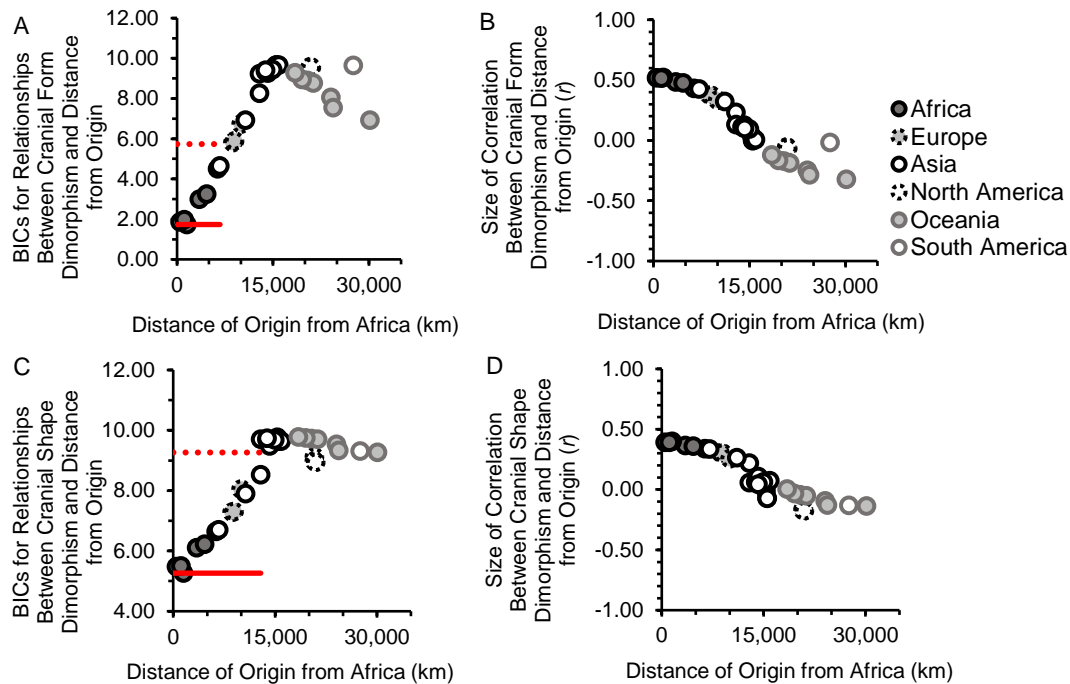 A
BICs for Relationships
Between Cranial Form
Dimorphism and Distance
from Origin
12.00
10.00
8.00
6.00
4.00
2.00
0.00
0
15,000
30,000
Distance of Origin from Africa (km)
B
Size of Correlation
Between Cranial Form
Dimorphism and Distance
from Origin (r)
1.00
0.50
0.00
-0.50
-1.00
0
15,000
30,000
Distance of Origin from Africa (km)
Africa
Europe
Asia
North America
Oceania
South America
C
BICs for Relationships
Between Cranial Shape
Dimorphism and Distance
from Origin
12.00
10.00
8.00
6.00
4.00
0
15,000
30,000
Distance of Origin from Africa (km)
D
Size of Correlation
Between Cranial Shape
Dimorphism and Distance
from Origin (r)
1.00
0.50
0.00
-0.50
-1.00
0
15,000
30,000
Distance of Origin from Africa (km)